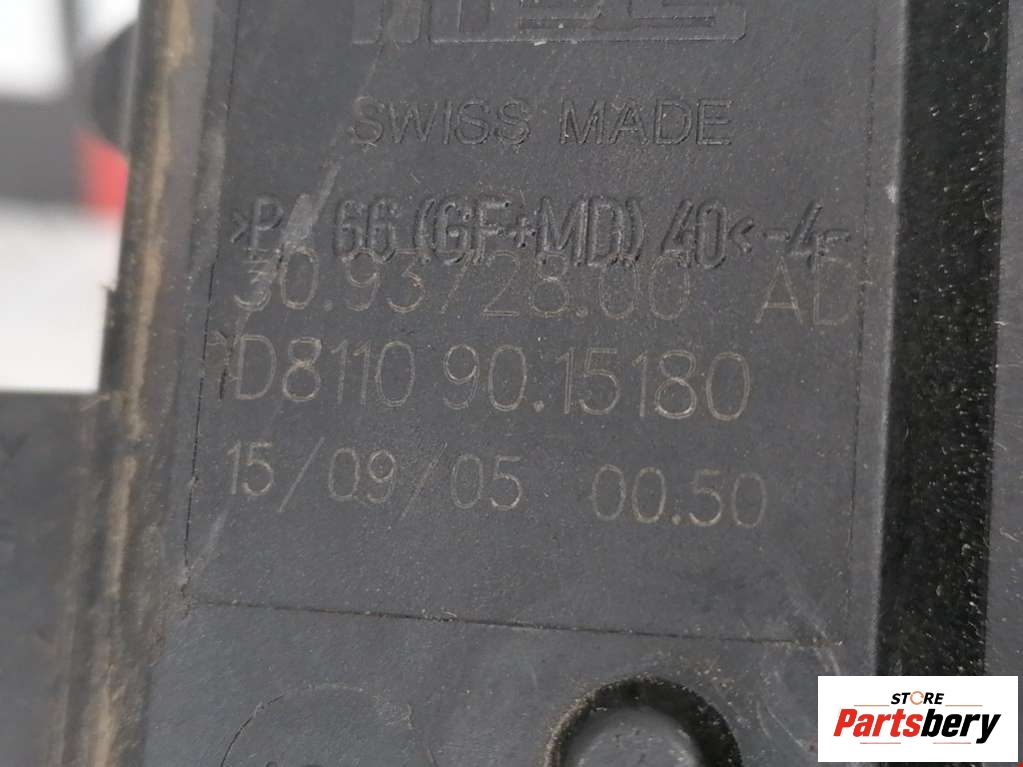 SWISS MADE
>PA 66 (GF+MD) 40< -4-
30.93728.00 AD
D8110 90.15180
15/09/05 00.50
STORE
Partsbery